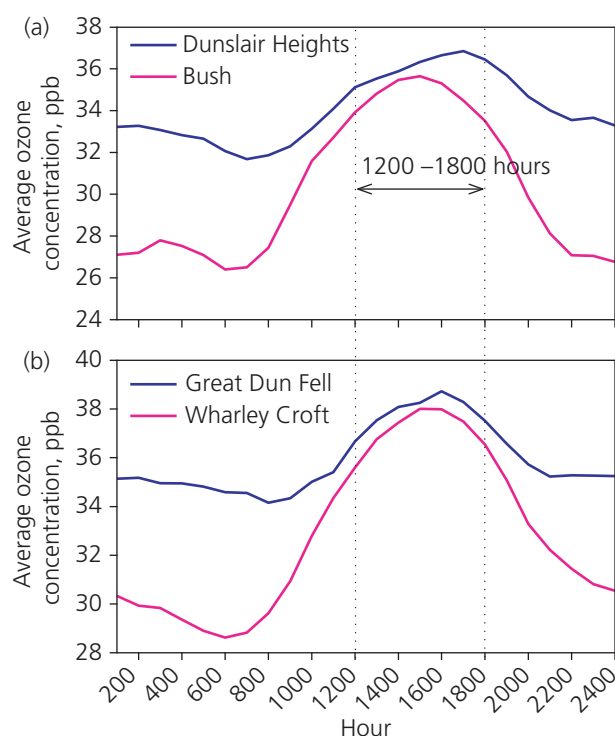 (a)
38
36
34
32
30
28
26
24
Average ozone
concentration, ppb
Dunslair Heights
Bush
1200 –1800 hours
(b)
40
38
36
34
32
30
28
Average ozone
concentration, ppb
Great Dun Fell
Wharley Croft
200
400
600
800
1000
1200
1400
1600
1800
2000
2200
2400
Hour